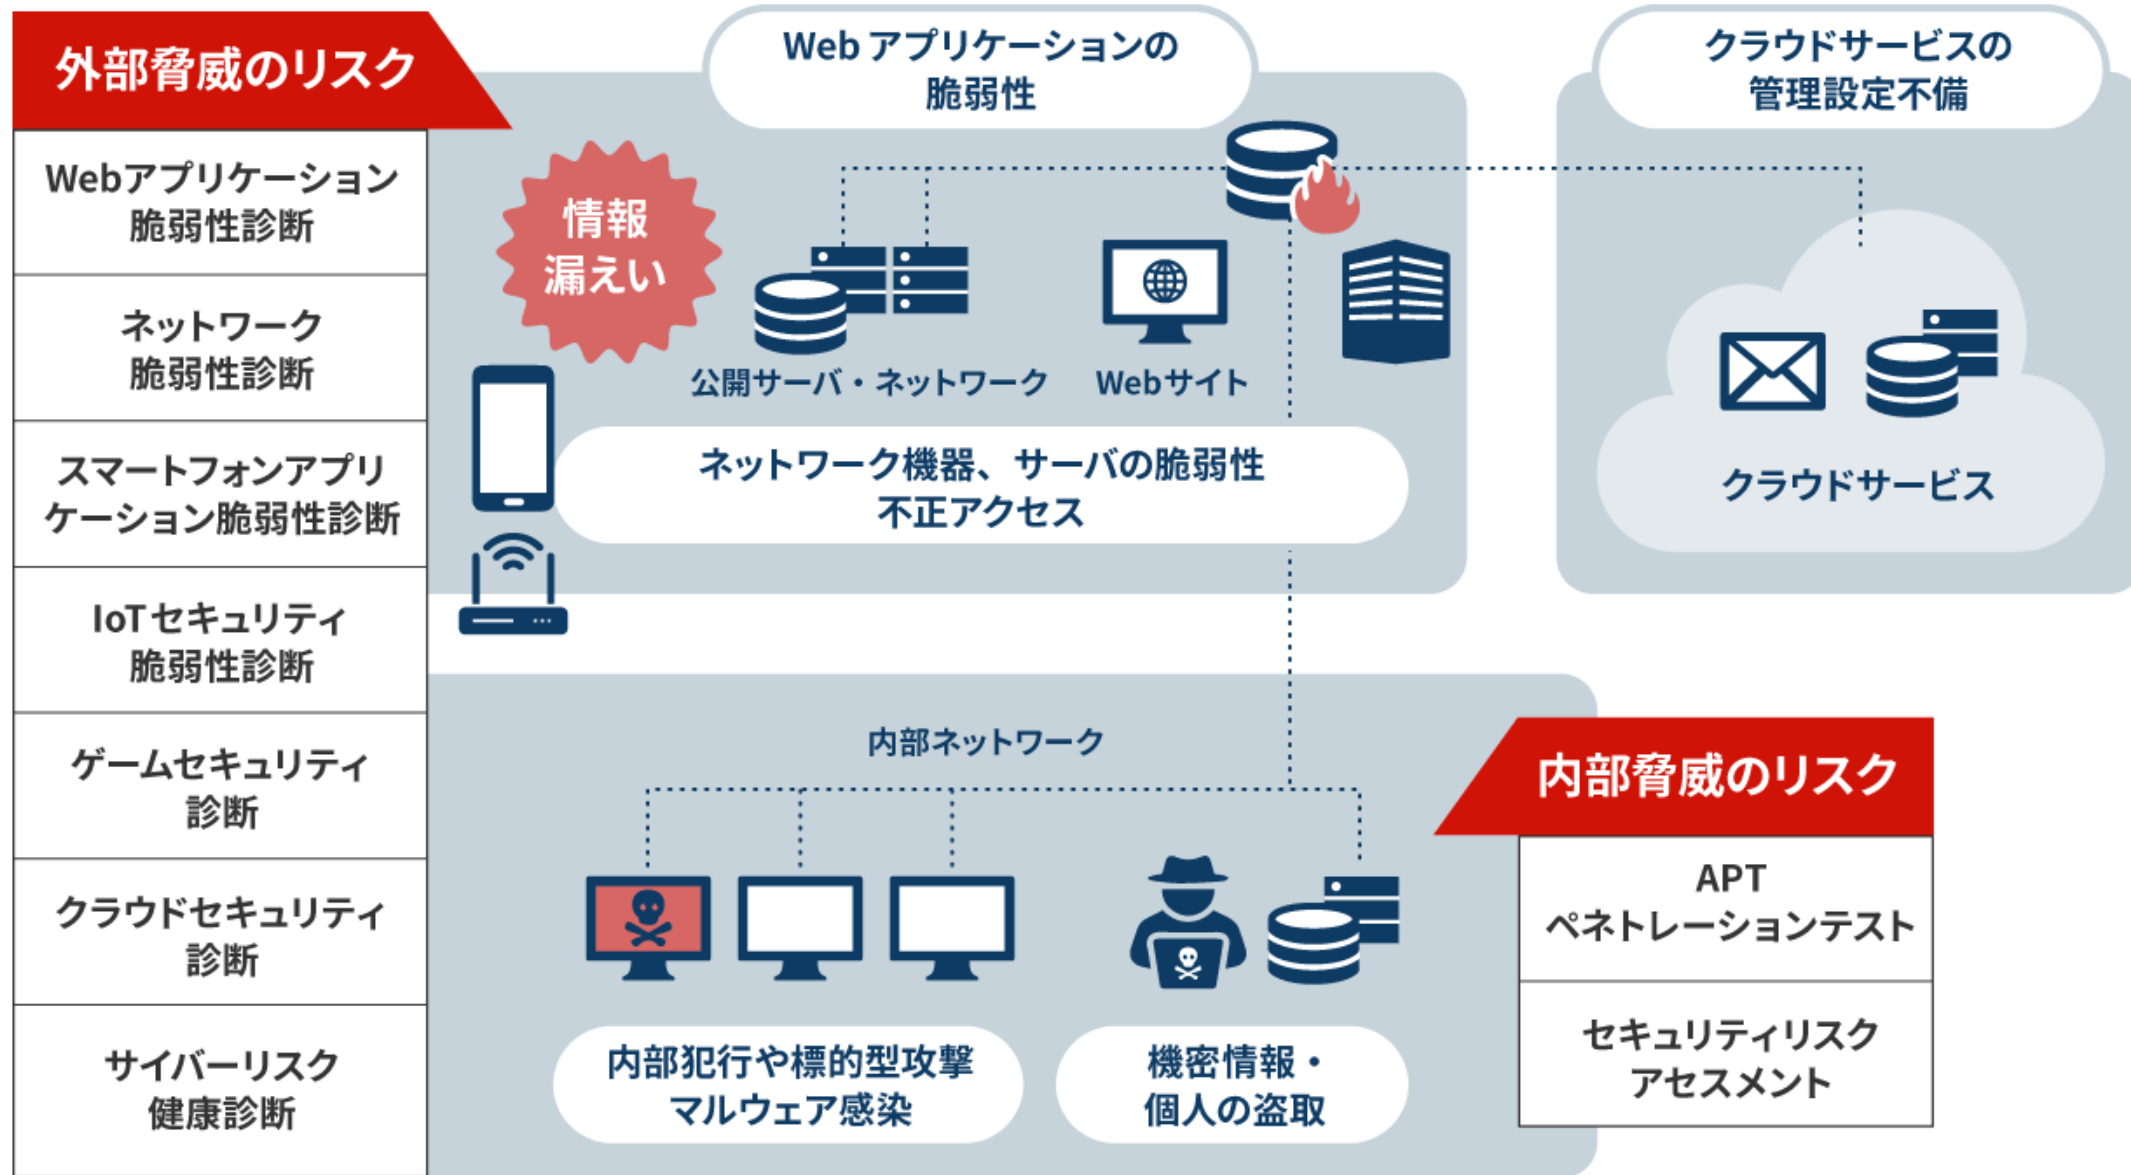 外部脅威のリスク
Webアプリケーション
脆弱性診断
ネットワーク
脆弱性診断
スマートフォンアプリ
ケーション脆弱性診断
IoTセキュリティ
脆弱性診断
ゲームセキュリティ
診断
クラウドセキュリティ
診断
サイバーリスク
健康診断
Webアプリケーションの
脆弱性
クラウドサービスの
管理設定不備
情報
漏えい
公開サーバ・ネットワーク
Webサイト
ネットワーク機器、サーバの脆弱性
不正アクセス
クラウドサービス
内部ネットワーク
内部犯行や標的型攻撃
マルウェア感染
機密情報・
個人の盗取
内部脅威のリスク
APT
ペネトレーションテスト
セキュリティリスク
アセスメント